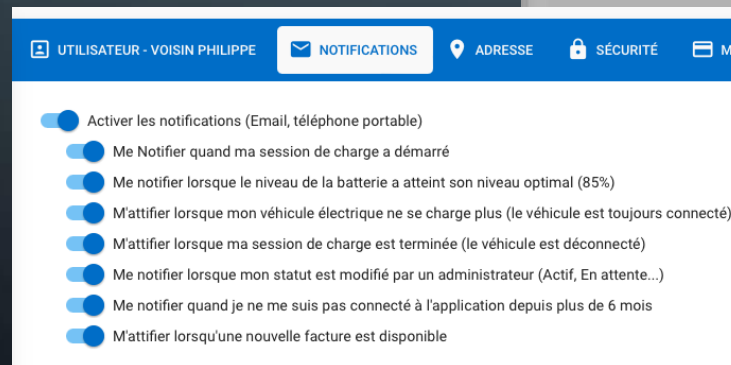 UTILISATEUR - VOISIN PHILIPPE NOTIFICATIONS ADRESSE SÉCURITÉ
Activer les notifications (Email, téléphone portable)
Me Notifier quand ma session de charge a démarré
Me notifier lorsque le niveau de la batterie a atteint son niveau optimal (85%)
M'attifier lorsque mon véhicule électrique ne se charge plus (le véhicule est toujours connecté)
M'attifier lorsque ma session de charge est terminée (le véhicule est déconnecté)
Me notifier lorsque mon statut est modifié par un administrateur (Actif, En attente...)
Me notifier quand je ne me suis pas connecté à l'application depuis plus de 6 mois
M'attifier lorsqu'une nouvelle facture est disponible